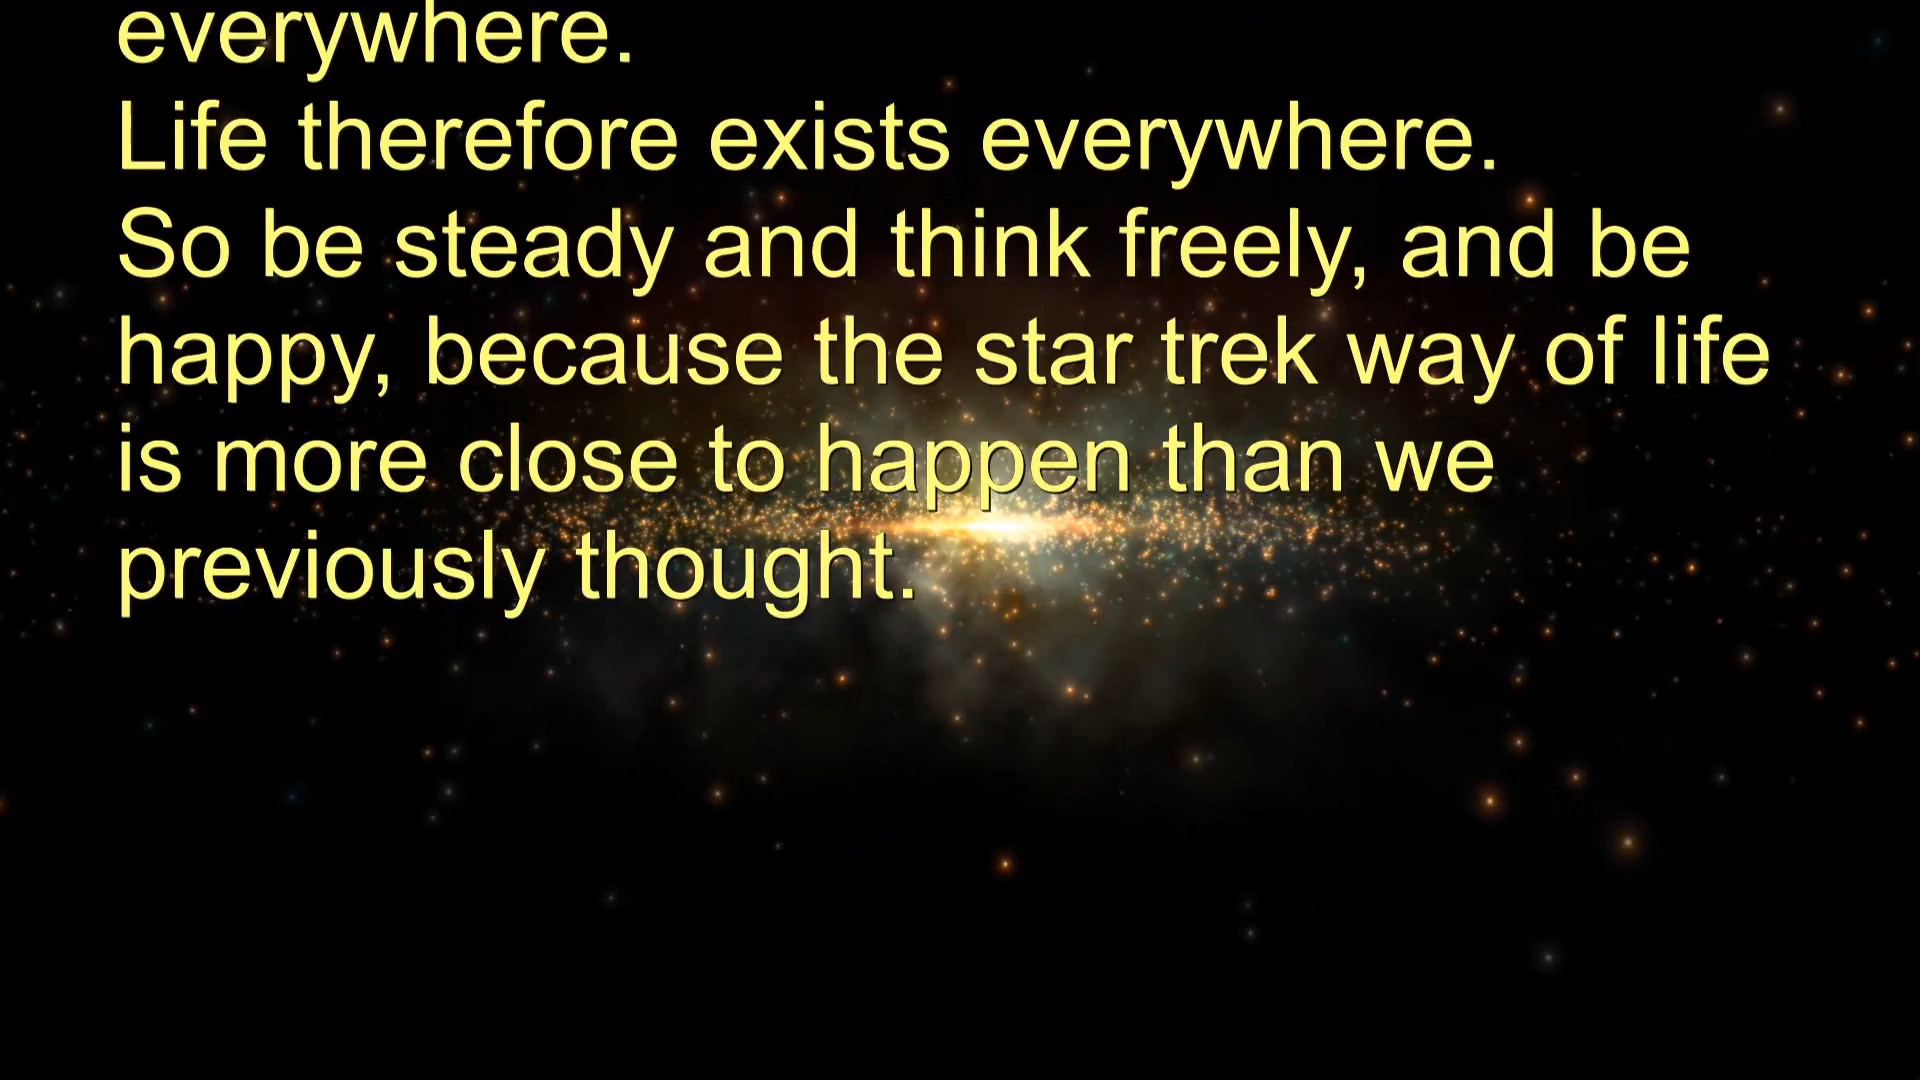 everywhere.
Life therefore exists everywhere.
So be steady and think freely, and be
happy, because the star trek way of life
is more close to happen than we
previously thought.